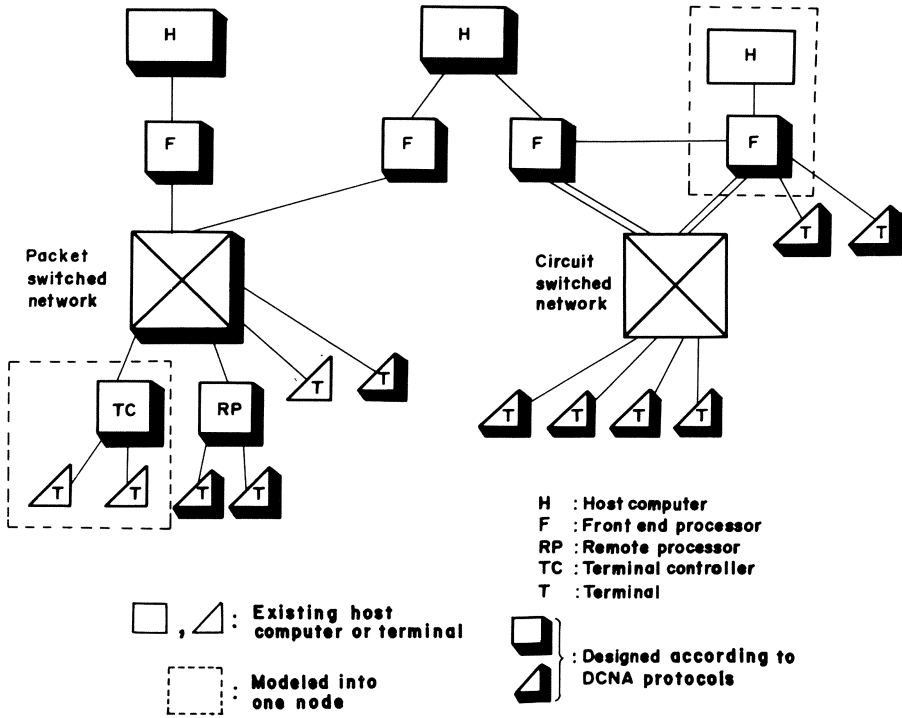 H
H
H
F
F
F
F
T
T
Packet
switched
network
Circuit
switched
network
T
T
TC
RP
T
T
T
T
T
T
T
T
H : Host computer
F : Front end processor
RP : Remote processor
TC : Terminal controller
T : Terminal
, : Existing host
computer or terminal
: Designed according to
DCNA protocols
: Modeled into
one node